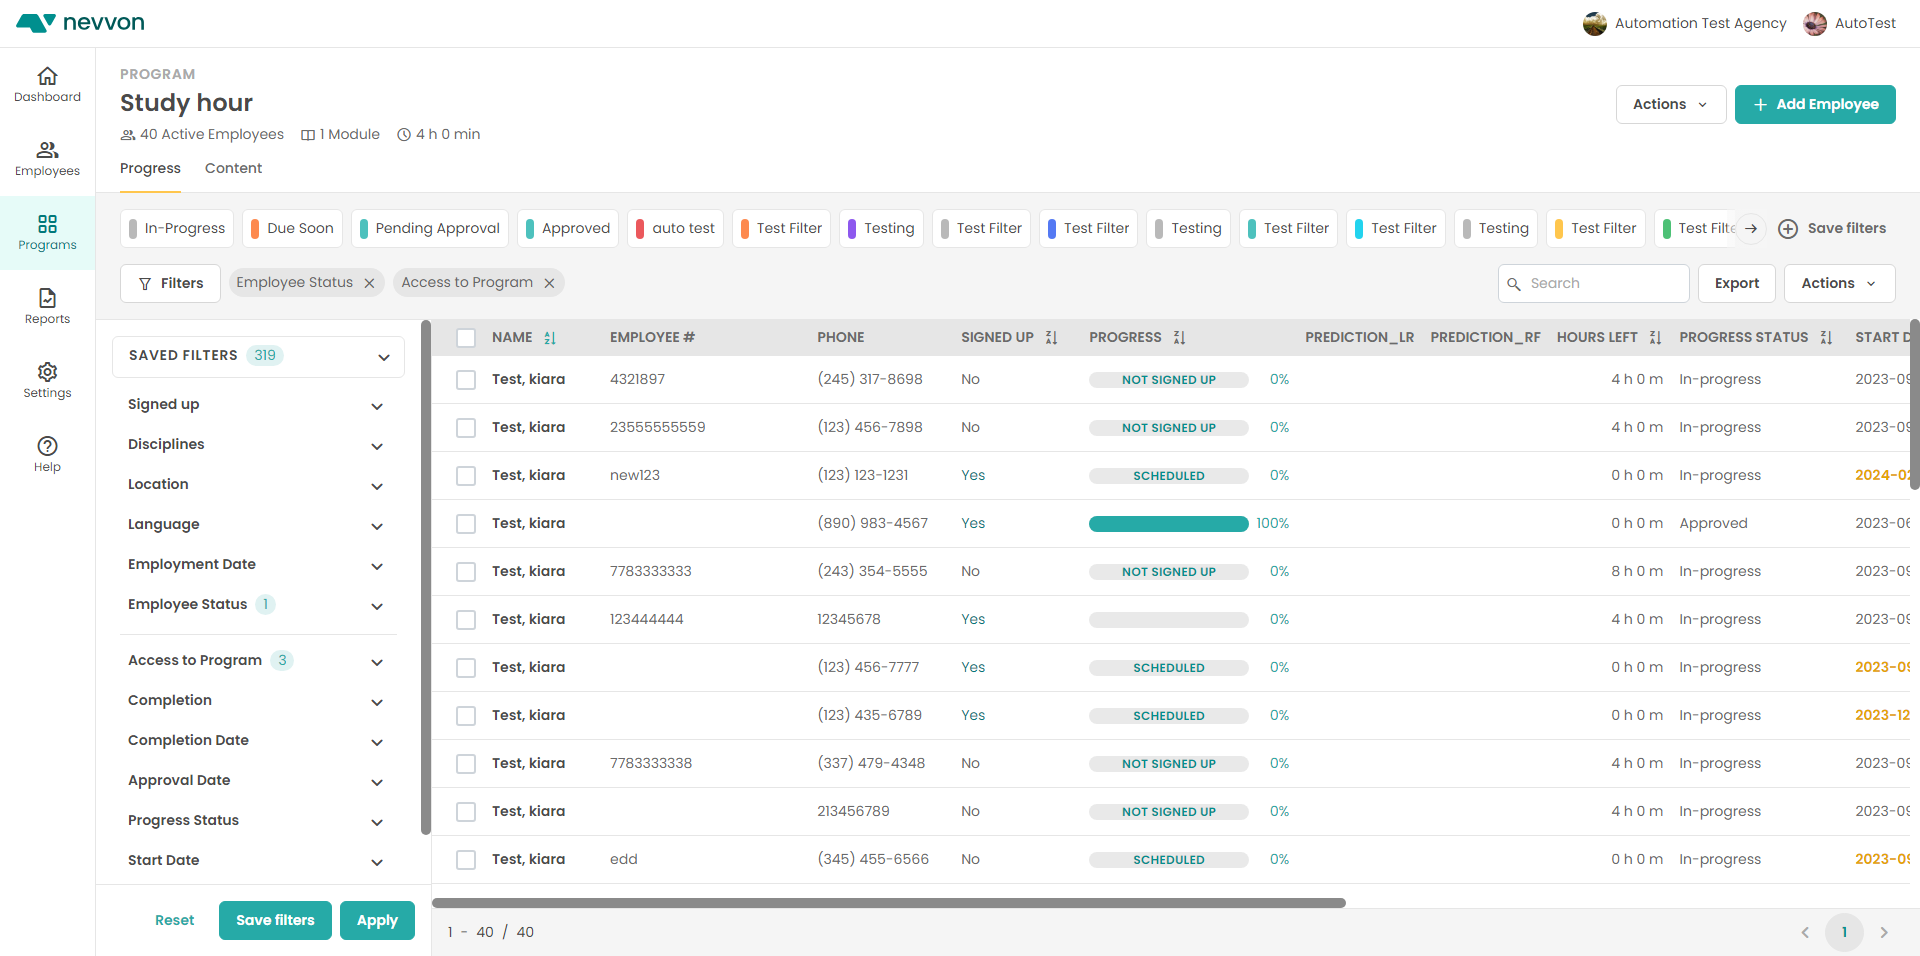 nevvon
Automation Test Agency
AutoTest
Dashboard
Employees
Programs
Reports
Settings
Help
PROGRAM
Study hour
40 Active Employees 1 Module 4 h 0 min
Actions
Add Employee
Progress Content
In-Progress Due Soon Pending Approval Approved auto test Test Filter Testing Test Filter Test Filter Testing Test Filter Test Filter Testing Test Filter Test Filte Save filters
Filters Employee Status Access to Program Search Export Actions
SAVED FILTERS 319
Signed up
Disciplines
Location
Language
Employment Date
Employee Status 1
Access to Program 3
Completion
Completion Date
Approval Date
Progress Status
Start Date
Reset Save filters Apply
NAME EMPLOYEE # PHONE SIGNED UP PROGRESS PREDICTION_LR PREDICTION_RF HOURS LEFT PROGRESS STATUS START D
Test, kiara 4321897 (245) 317-8698 No NOT SIGNED UP 0% 4 h 0 m In-progress 2023-09
Test, kiara 23555555559 (123) 456-7898 No NOT SIGNED UP 0% 4 h 0 m In-progress 2023-09
Test, kiara new123 (123) 123-1231 Yes SCHEDULED 0% 0 h 0 m In-progress 2024-02
Test, kiara (890) 983-4567 Yes 100% 0 h 0 m Approved 2023-06
Test, kiara 7783333333 (243) 354-5555 No NOT SIGNED UP 0% 8 h 0 m In-progress 2023-09
Test, kiara 123444444 12345678 Yes 0% 4 h 0 m In-progress 2023-09
Test, kiara (123) 456-7777 Yes SCHEDULED 0% 0 h 0 m In-progress 2023-09
Test, kiara (123) 435-6789 Yes SCHEDULED 0% 0 h 0 m In-progress 2023-12
Test, kiara 7783333338 (337) 479-4348 No NOT SIGNED UP 0% 4 h 0 m In-progress 2023-09
Test, kiara 213456789 No NOT SIGNED UP 0% 4 h 0 m In-progress 2023-09
Test, kiara edd (345) 455-6566 No SCHEDULED 0% 0 h 0 m In-progress 2023-09
1 - 40 / 40
1